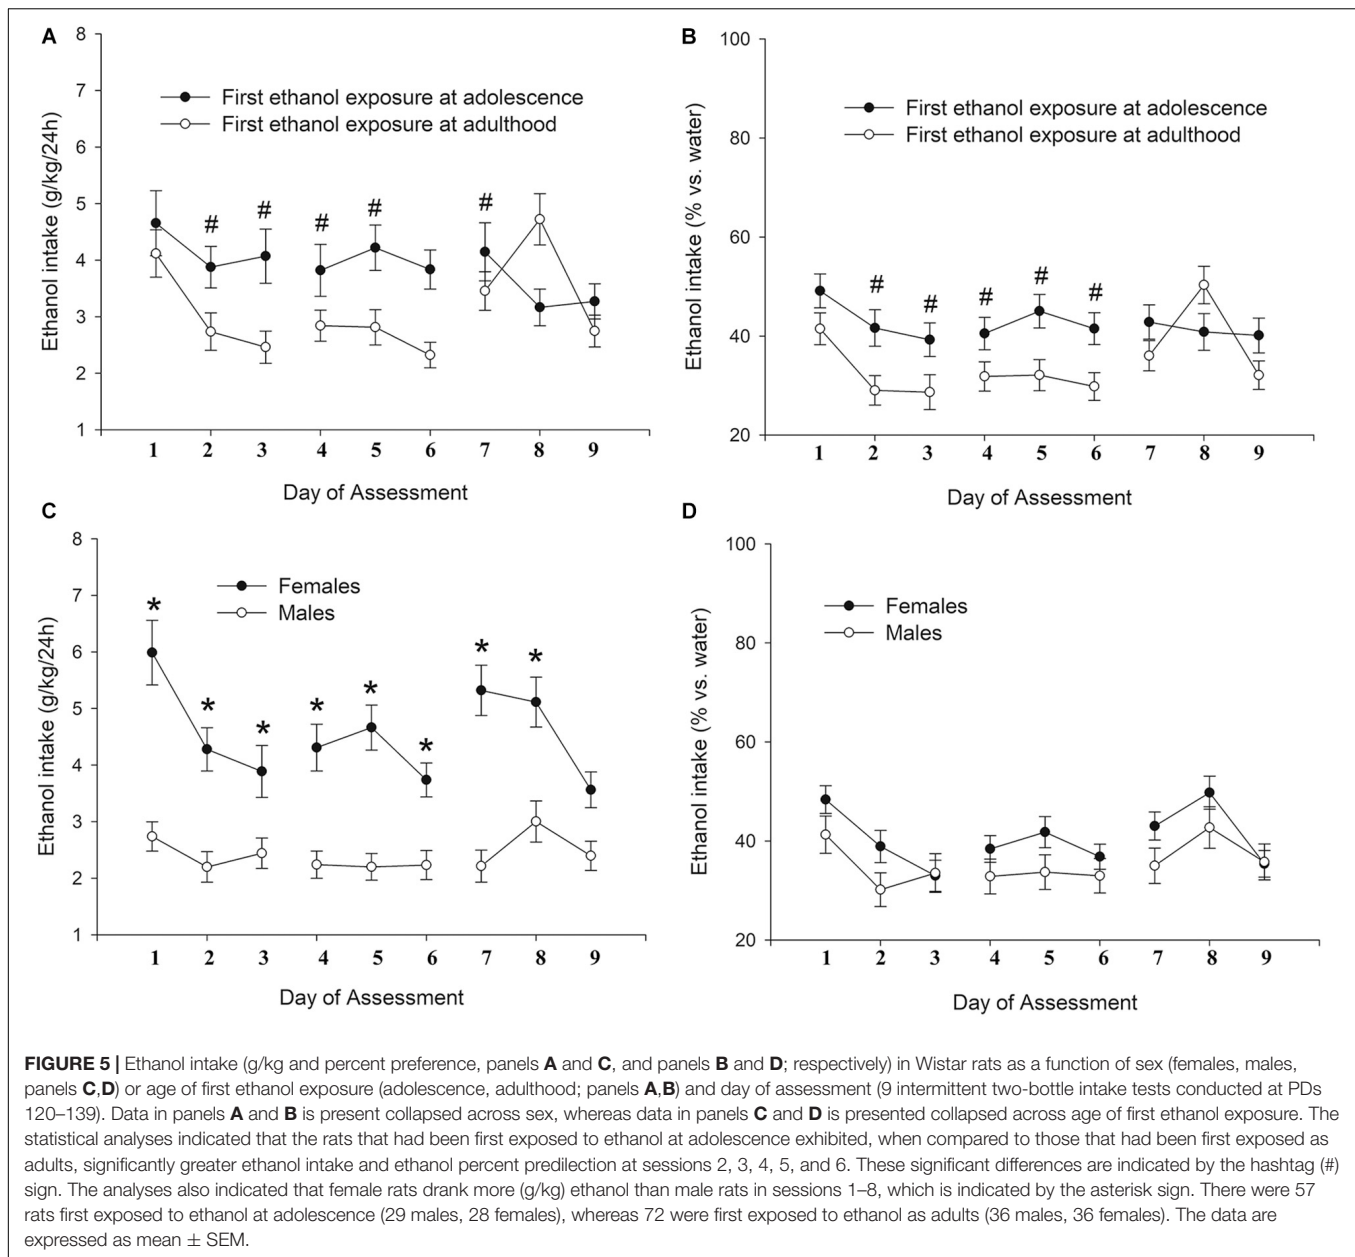 A
8
7
6
5
4
3
2
1
Ethanol intake (g/kg/24h)
First ethanol exposure at adolescence
First ethanol exposure at adulthood
# # # # #
1 2 3 4 5 6 7 8 9
Day of Assessment
B
100
80
60
40
20
Ethanol intake (% vs. water)
First ethanol exposure at adolescence
First ethanol exposure at adulthood
# # # # #
1 2 3 4 5 6 7 8 9
Day of Assessment
C
8
7
6
5
4
3
2
1
Ethanol intake (g/kg/24h)
Females
Males
* * * * * * * *
1 2 3 4 5 6 7 8 9
Day of Assessment
D
100
80
60
40
20
Ethanol intake (% vs. water)
Females
Males
1 2 3 4 5 6 7 8 9
Day of Assessment
FIGURE 5 | Ethanol intake (g/kg and percent preference, panels A and C, and panels B and D; respectively) in Wistar rats as a function of sex (females, males,
panels C,D) or age of first ethanol exposure (adolescence, adulthood; panels A,B) and day of assessment (9 intermittent two-bottle intake tests conducted at PDs
120–139). Data in panels A and B is present collapsed across sex, whereas data in panels C and D is presented collapsed across age of first ethanol exposure. The
statistical analyses indicated that the rats that had been first exposed to ethanol at adolescence exhibited, when compared to those that had been first exposed as
adults, significantly greater ethanol intake and ethanol percent predilection at sessions 2, 3, 4, 5, and 6. These significant differences are indicated by the hashtag (#)
sign. The analyses also indicated that female rats drank more (g/kg) ethanol than male rats in sessions 1–8, which is indicated by the asterisk sign. There were 57
rats first exposed to ethanol at adolescence (29 males, 28 females), whereas 72 were first exposed to ethanol as adults (36 males, 36 females). The data are
expressed as mean ± SEM.